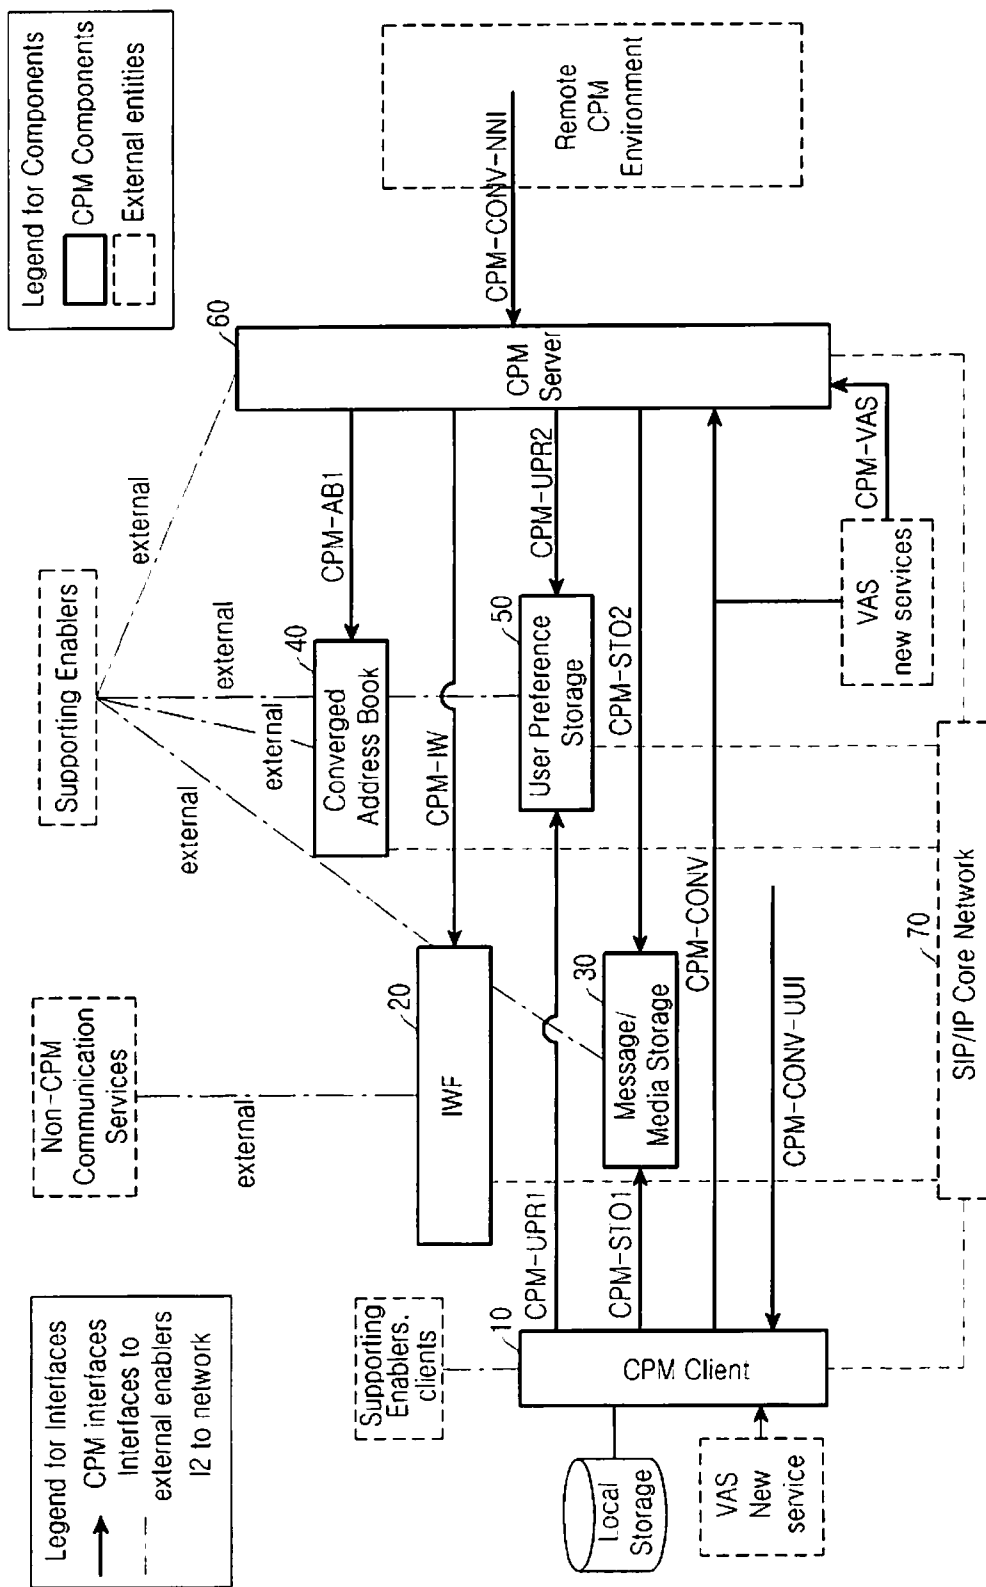 Legend for Interfaces
CPM interfaces
Interfaces to
external enablers
I2 to network
Non-CPM
Communication
Services
Supporting Enablers
Legend for Components
CPM Components
External entities
external
external
external
external
external
Supporting
Enablers.
clients
20
IWF
40
Converged
Address Book
CPM-AB1
CPM-IW
60
CPM
Server
CPM-CONV-NNI
Remote
CPM
Environment
10
CPM Client
Local
Storage
VAS
New
service
CPM-UPR1
50
User Preference
Storage
CPM-UPR2
CPM-STO1
30
Message/
Media Storage
CPM-STO2
CPM-CONV
CPM-CONV-UUI
VAS
new services
CPM-VAS
70
SIP/IP Core Network